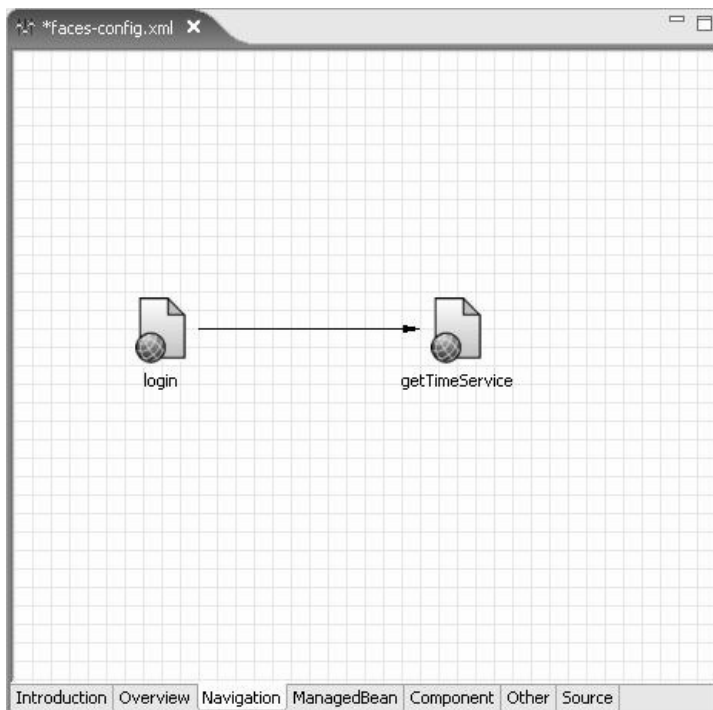 *faces-config.xml
login
getTimeService
Introduction Overview Navigation ManagedBean Component Other Source